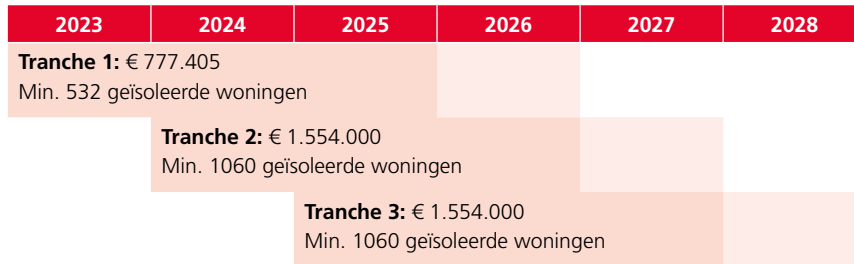 2023 2024 2025 2026 2027 2028
Tranche 1: € 777.405
Min. 532 geïsoleerde woningen
Tranche 2: € 1.554.000
Min. 1060 geïsoleerde woningen
Tranche 3: € 1.554.000
Min. 1060 geïsoleerde woningen